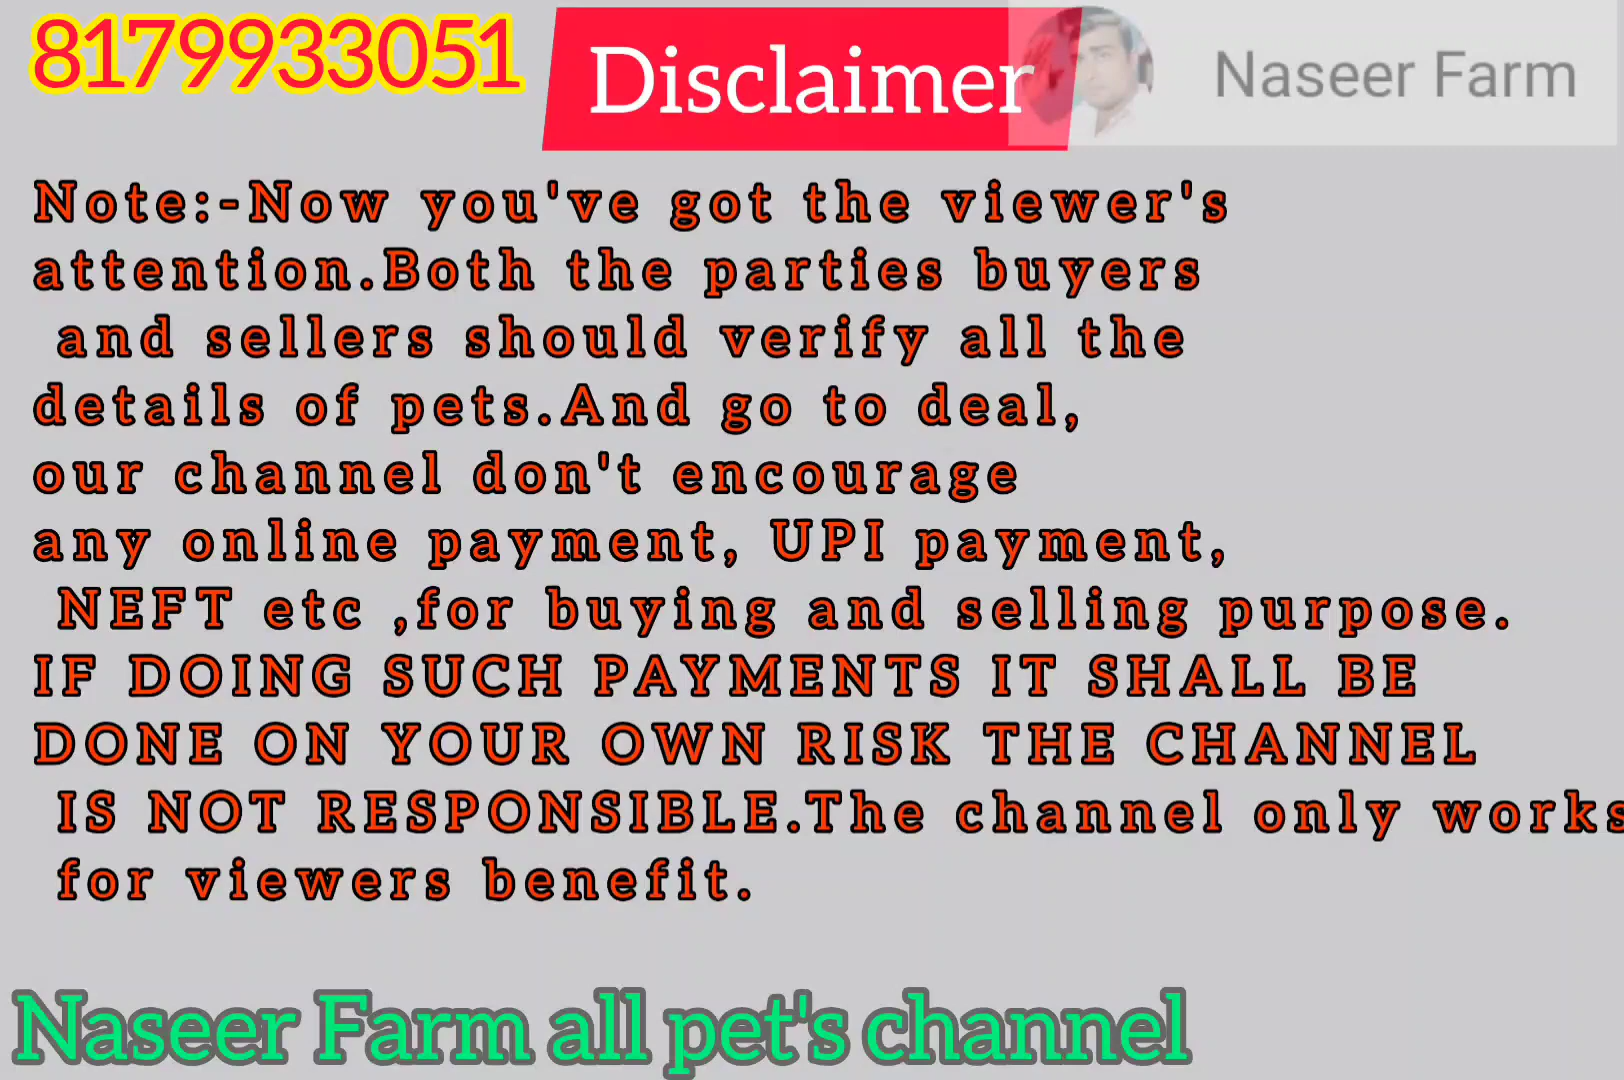 8179933051
Disclaimer
Naseer Farm
Note:-Now you've got the viewer's
attention.Both the parties buyers
and sellers should verify all the
details of pets.And go to deal,
our channel don't encourage
any online payment, UPI payment,
NEFT etc ,for buying and selling purpose.
IF DOING SUCH PAYMENTS IT SHALL BE
DONE ON YOUR OWN RISK THE CHANNEL
IS NOT RESPONSIBLE.The channel only works
for viewers benefit.
Naseer Farm all pet's channel